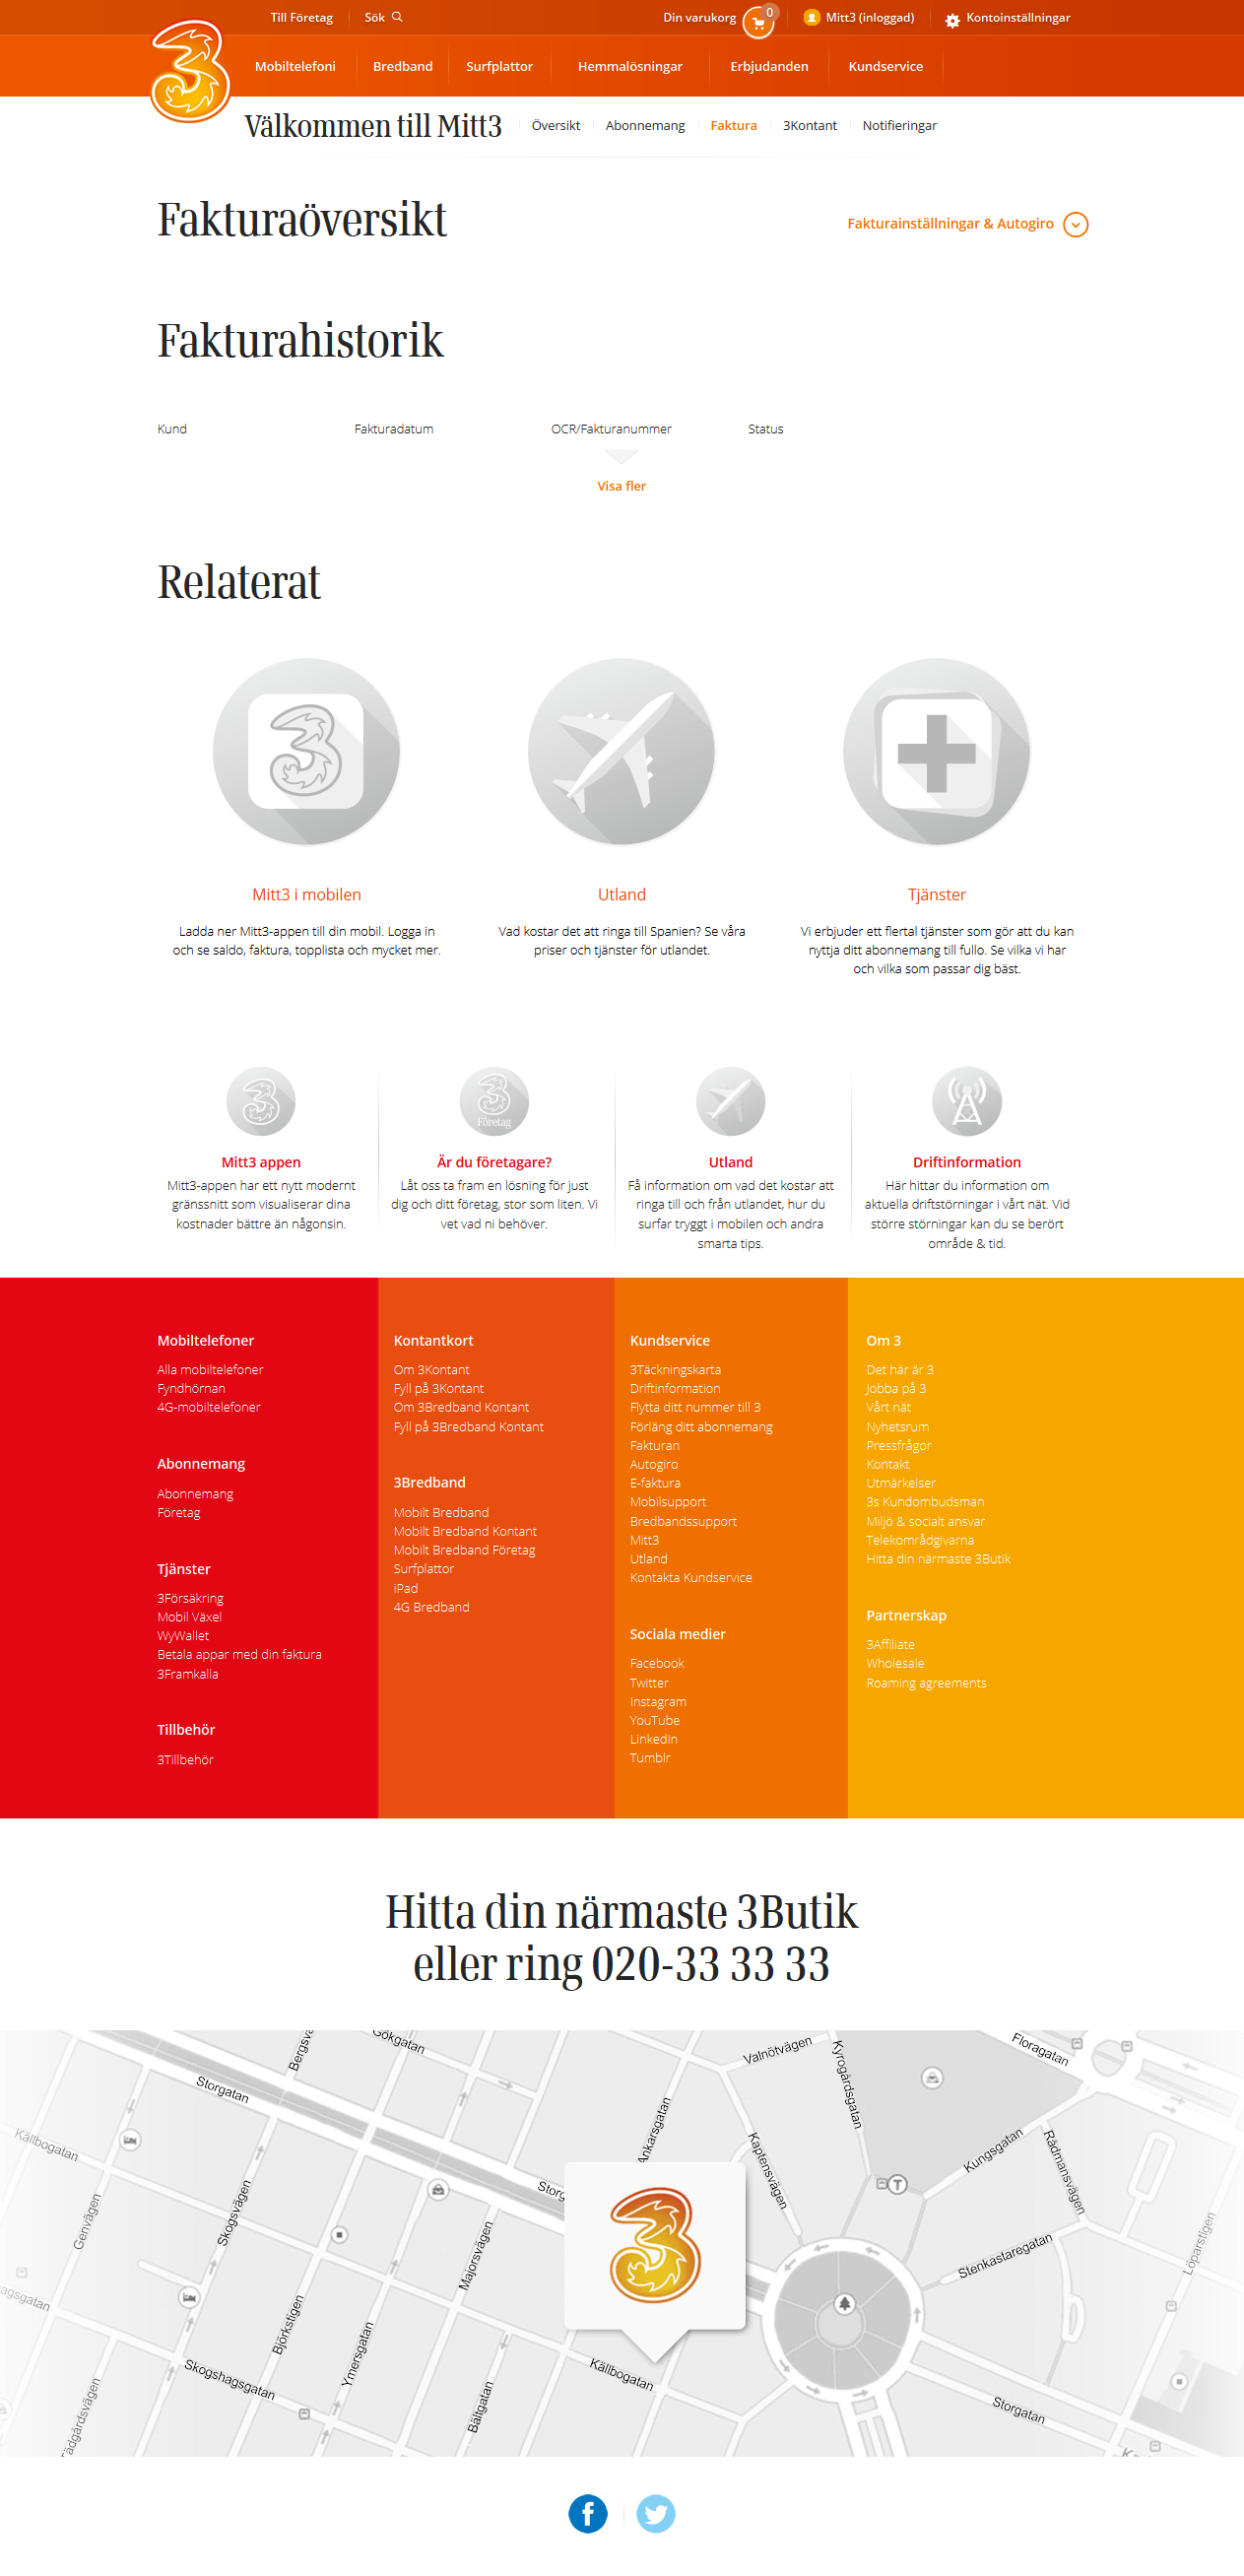 Till Företag
Sök
Din varukorg
0
Mitt3 (inloggad)
Kontoinställningar
Mobiltelefoni
Bredband
Surfplattor
Hemmalösningar
Erbjudanden
Kundservice
Välkommen till Mitt3
Översikt
Abonnemang
Faktura
3Kontant
Notifieringar
Fakturaöversikt
Fakturainställningar & Autogiro
Fakturahistorik
Kund
Fakturadatum
OCR/Fakturanummer
Status
Visa fler
Relaterat
Mitt3 i mobilen
Ladda ner Mitt3-appen till din mobil. Logga in
och se saldo, faktura, topplista och mycket mer.
Utland
Vad kostar det att ringa till Spanien? Se våra
priser och tjänster för utlandet.
Tjänster
Vi erbjuder ett flertal tjänster som gör att du kan
nyttja ditt abonnemang till fullo. Se vilka vi har
och vilka som passar dig bäst.
Mitt3 appen
Mitt3-appen har ett nytt modernt
gränssnitt som visualiserar dina
kostnader bättre än någonsin.
Företag
Är du företagare?
Låt oss ta fram en lösning för just
dig och ditt företag, stor som liten. Vi
vet vad ni behöver.
Utland
Få information om vad det kostar att
ringa till och från utlandet, hur du
surfar tryggt i mobilen och andra
smarta tips.
Driftinformation
Här hittar du information om
aktuella driftstörningar i vårt nät. Vid
större störningar kan du se berört
område & tid.
Mobiltelefoner
Alla mobiltelefoner
Fyndhörnan
4G-mobiltelefoner
Abonnemang
Abonnemang
Företag
Tjänster
3Försäkring
Mobil Växel
WyWallet
Betala appar med din faktura
3Framkalla
Tillbehör
3Tillbehör
Kontantkort
Om 3Kontant
Fyll på 3Kontant
Om 3Bredband Kontant
Fyll på 3Bredband Kontant
3Bredband
Mobilt Bredband
Mobilt Bredband Kontant
Mobilt Bredband Företag
Surfplattor
iPad
4G Bredband
Kundservice
3Täckningskarta
Driftinformation
Flytta ditt nummer till 3
Förläng ditt abonnemang
Fakturan
Autogiro
E-faktura
Mobilsupport
Bredbandssupport
Mitt3
Utland
Kontakta Kundservice
Sociala medier
Facebook
Twitter
Instagram
YouTube
LinkedIn
Tumblr
Om 3
Det här är 3
Jobba på 3
Vårt nät
Nyhetsrum
Pressfrågor
Kontakt
Utmärkelser
3s Kundombudsman
Miljö & socialt ansvar
Telekområdgivarna
Hitta din närmaste 3Butik
Partnerskap
3Affiliate
Wholesale
Roaming agreements
Hitta din närmaste 3Butik
eller ring 020-33 33 33
Gökgatan
Valnötvägen
Kyrogårdsgatan
Floragatan
Storgatan
Källbogatan
Ankarsgatan
Kaptensvägen
Kungsgatan
Rådmansvägen
T
Genvägen
Skogsvägen
Majorsvägen
Stenkastaregatan
Löparstigen
Björkstigen
Ymersgatan
Skogshagsgatan
Bältgatan
Källbogatan
Storgatan